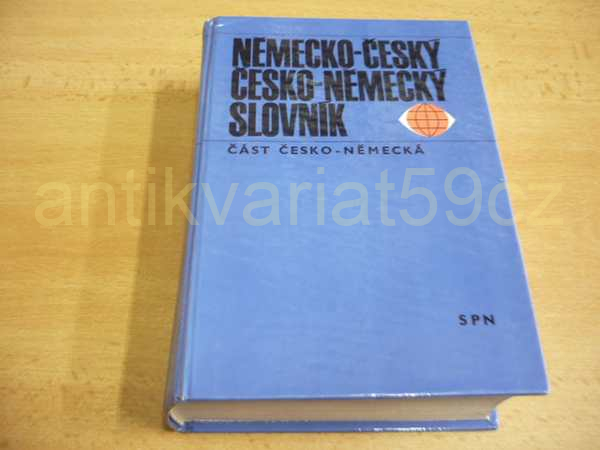 NĚMECKO-ČESKÝ
ČESKO-NĚMECKÝ
SLOVNÍK
ČÁST ČESKO-NĚMECKÁ
antikvariat59cz
SPN